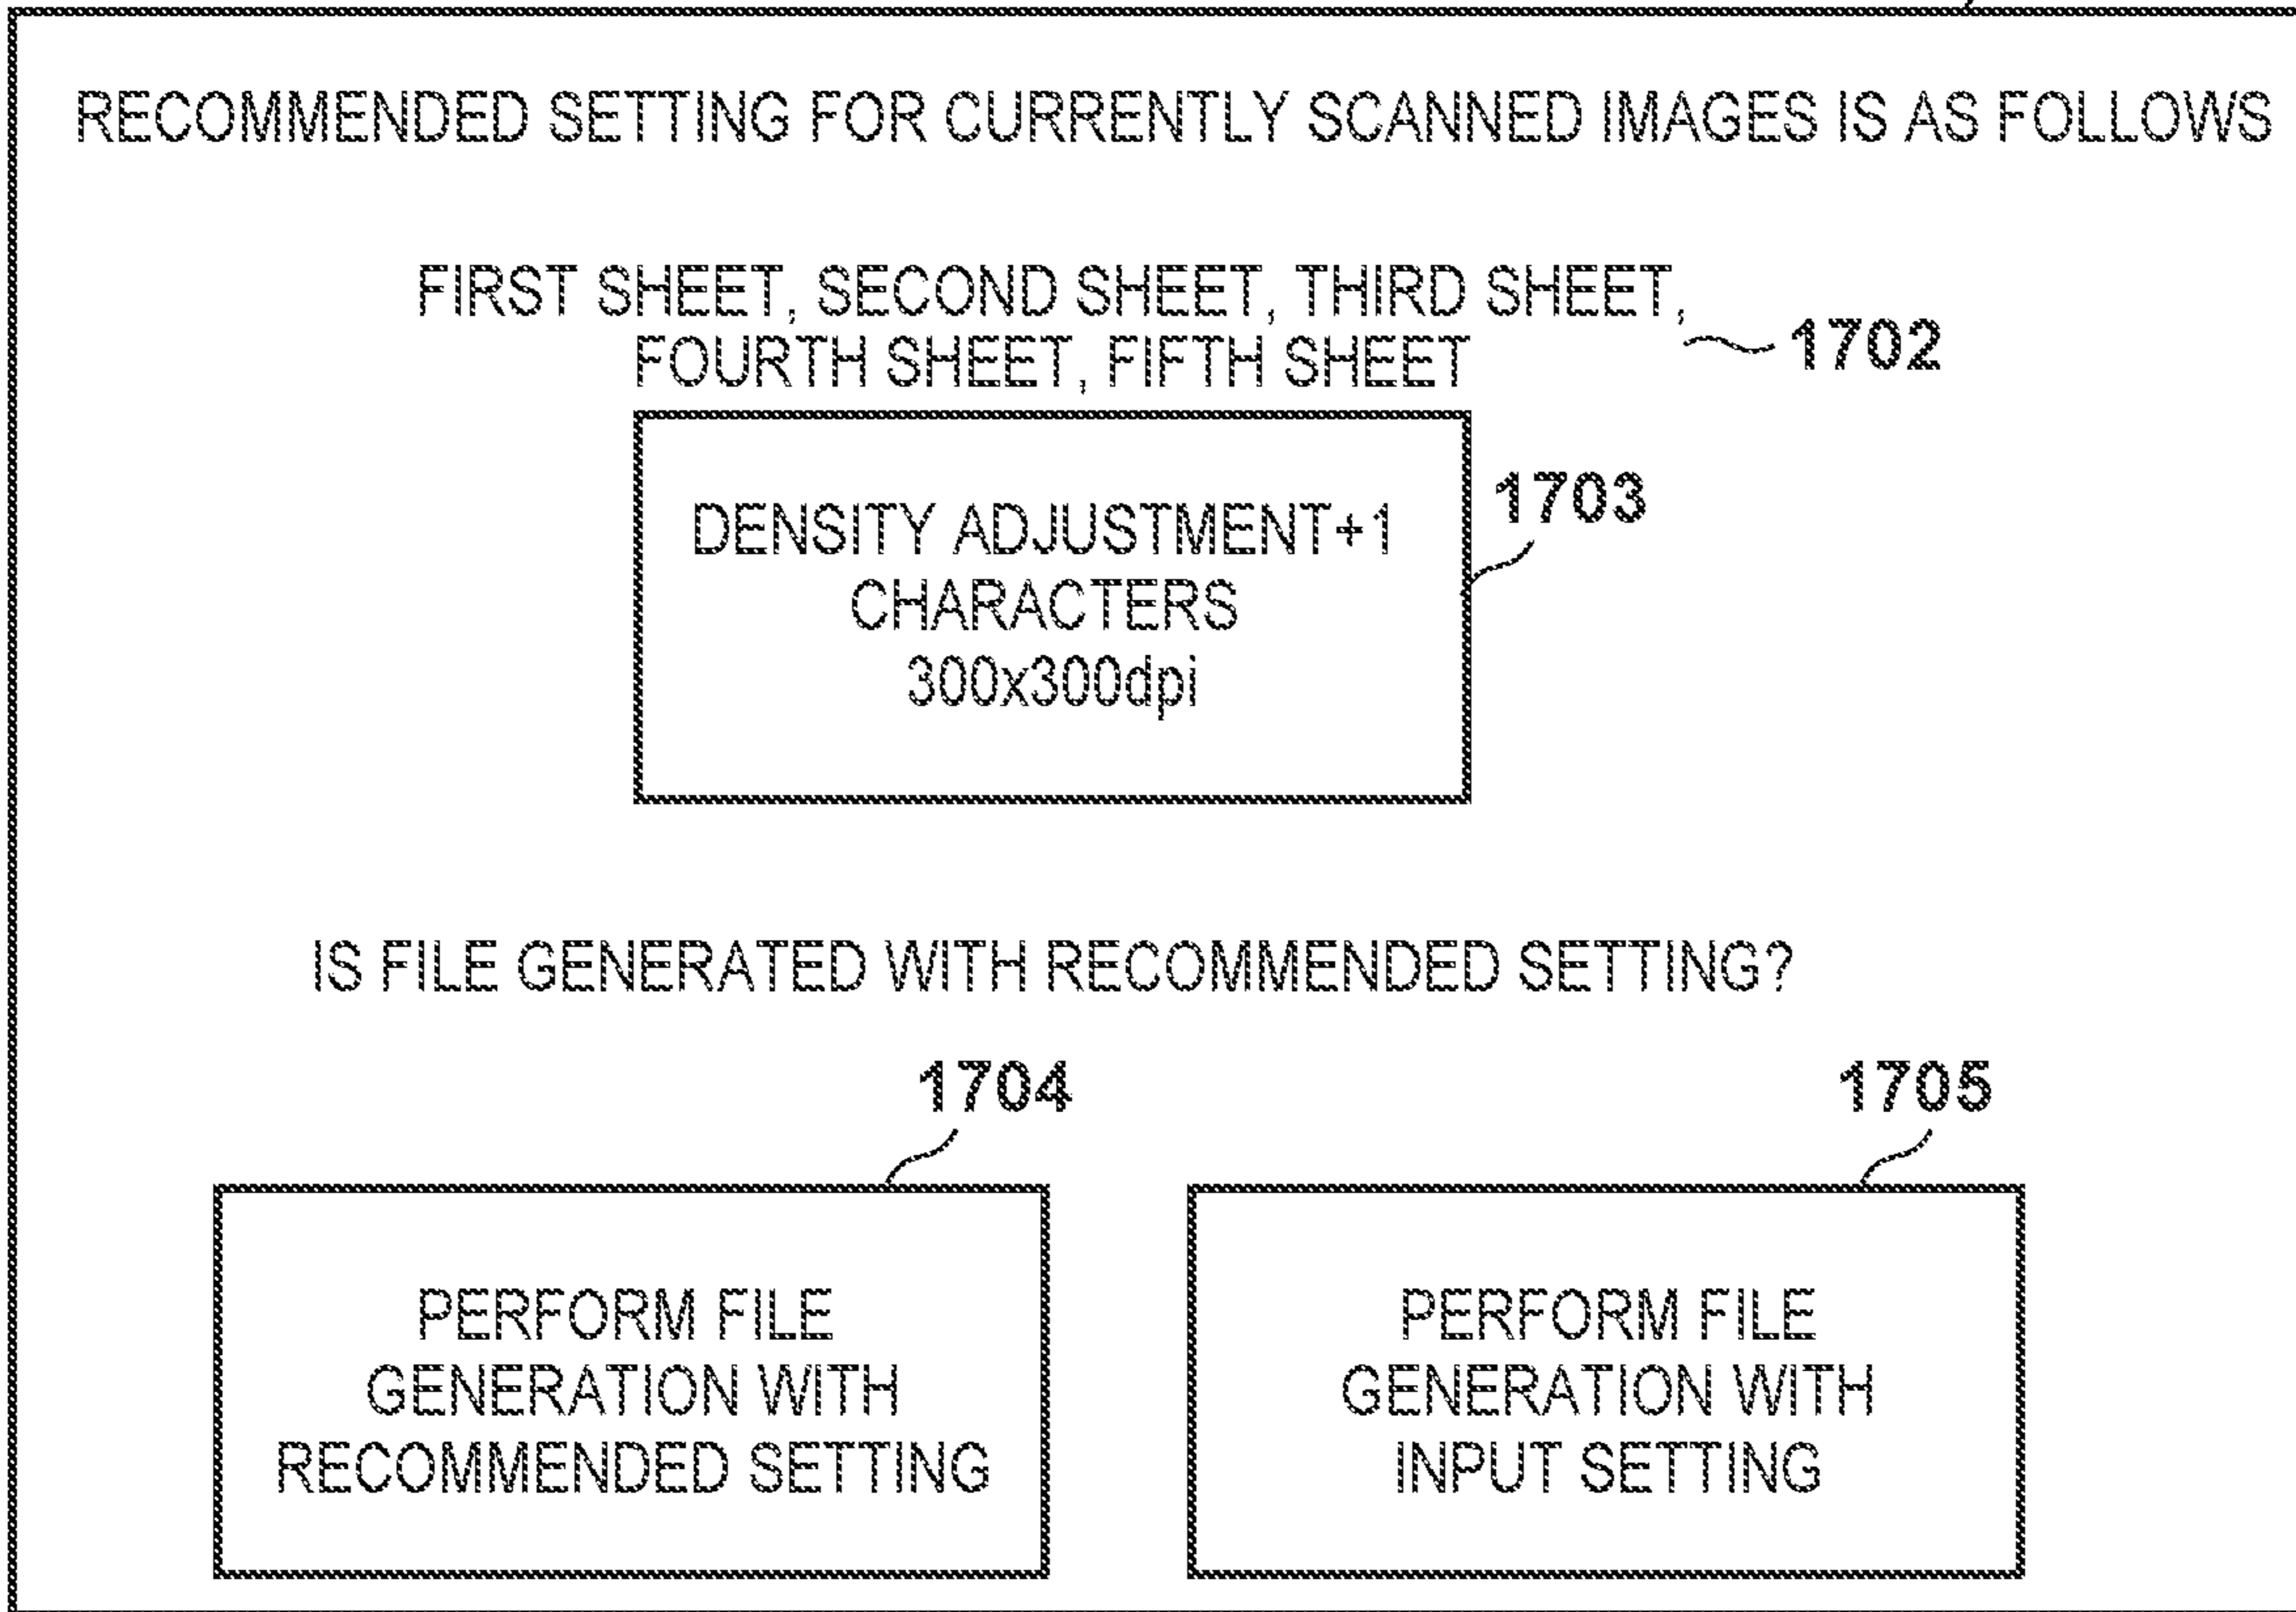 RECOMMENDED SETTING FOR CURRENTLY SCANNED IMAGES IS AS FOLLOWS
FIRST SHEET, SECOND SHEET, THIRD SHEET,
FOURTH SHEET, FIFTH SHEET
1702
1703
DENSITY ADJUSTMENT+1
CHARACTERS
300x300dpi
IS FILE GENERATED WITH RECOMMENDED SETTING?
1704
1705
PERFORM FILE
GENERATION WITH
RECOMMENDED SETTING
PERFORM FILE
GENERATION WITH
INPUT SETTING